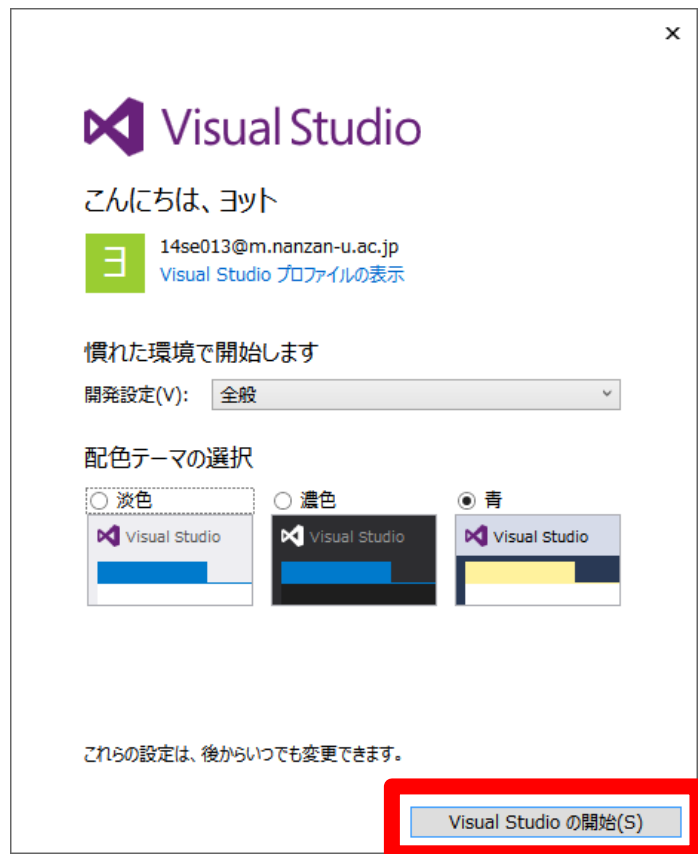 ×
Visual Studio
こんにちは、ヨット
ヨ
14se013@m.nanzan-u.ac.jp
Visual Studio プロファイルの表示
慣れた環境で開始します
開発設定(V): 全般
配色テーマの選択
淡色 濃色 青
Visual Studio Visual Studio Visual Studio
これらの設定は、後からいつでも変更できます。
Visual Studio の開始(S)